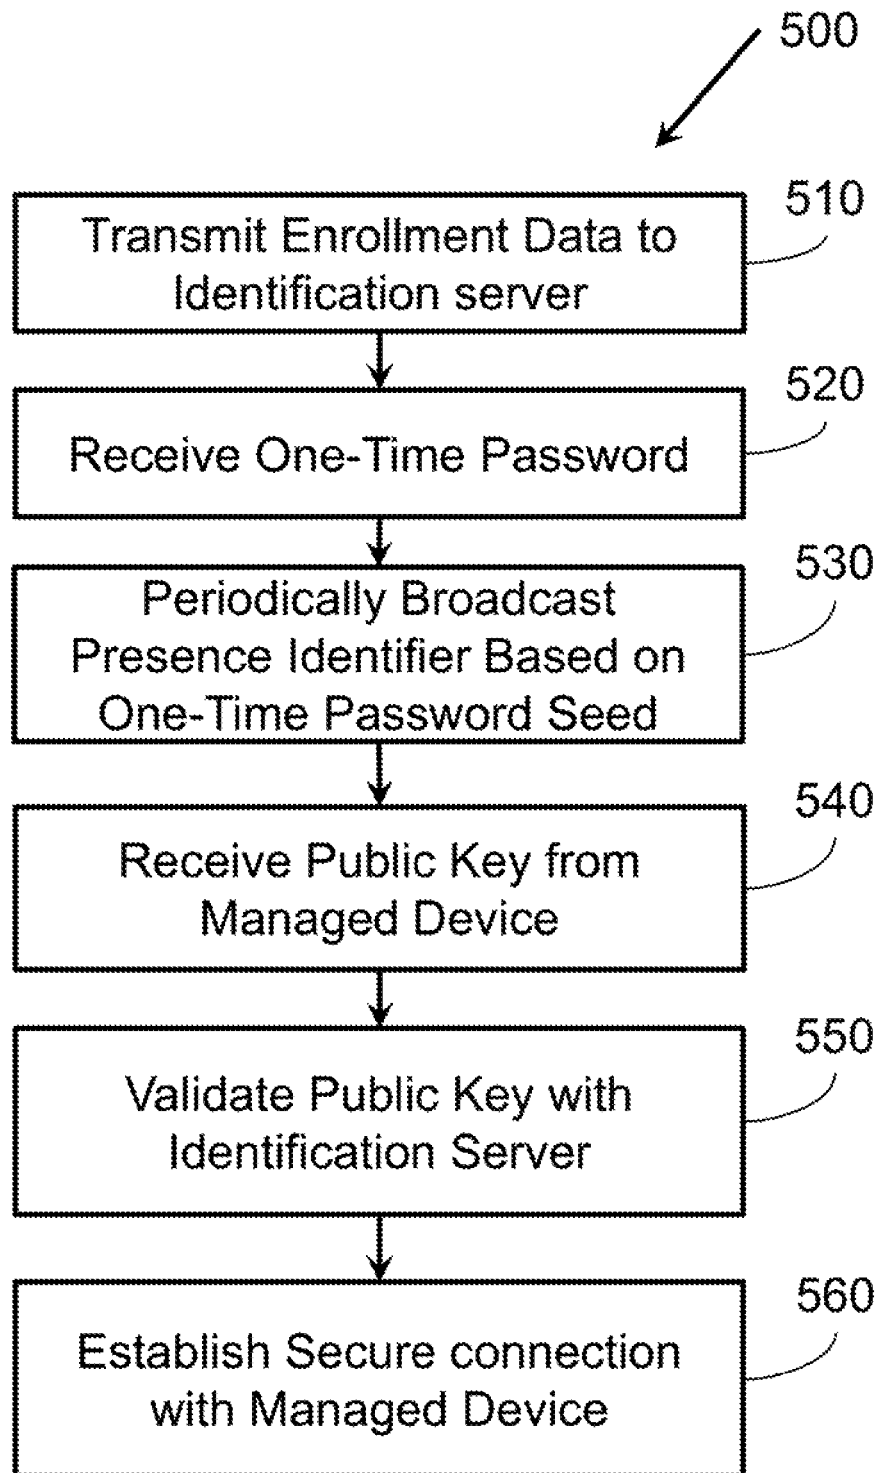 500
510
Transmit Enrollment Data to
Identification server
520
Receive One-Time Password
530
Periodically Broadcast
Presence Identifier Based on
One-Time Password Seed
540
Receive Public Key from
Managed Device
550
Validate Public Key with
Identification Server
560
Establish Secure connection
with Managed Device